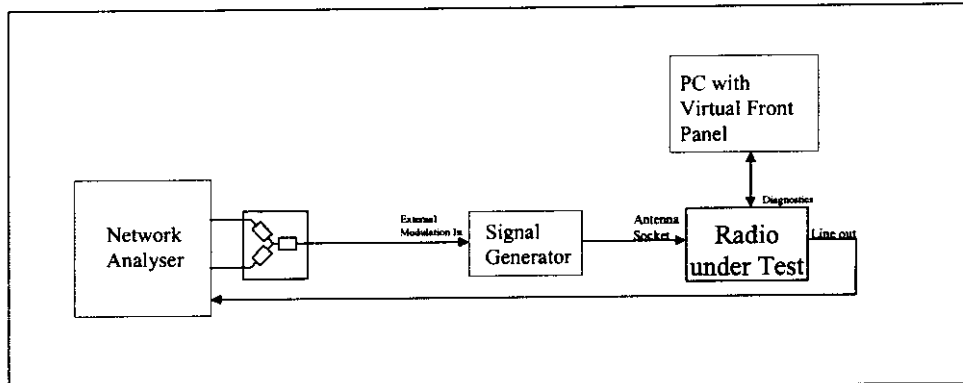 PC with
Virtual Front
Panel
Diagnostics
Network
Analyser
External
Modulation In
Signal
Generator
Antenna
Socket
Radio
under Test
Line out